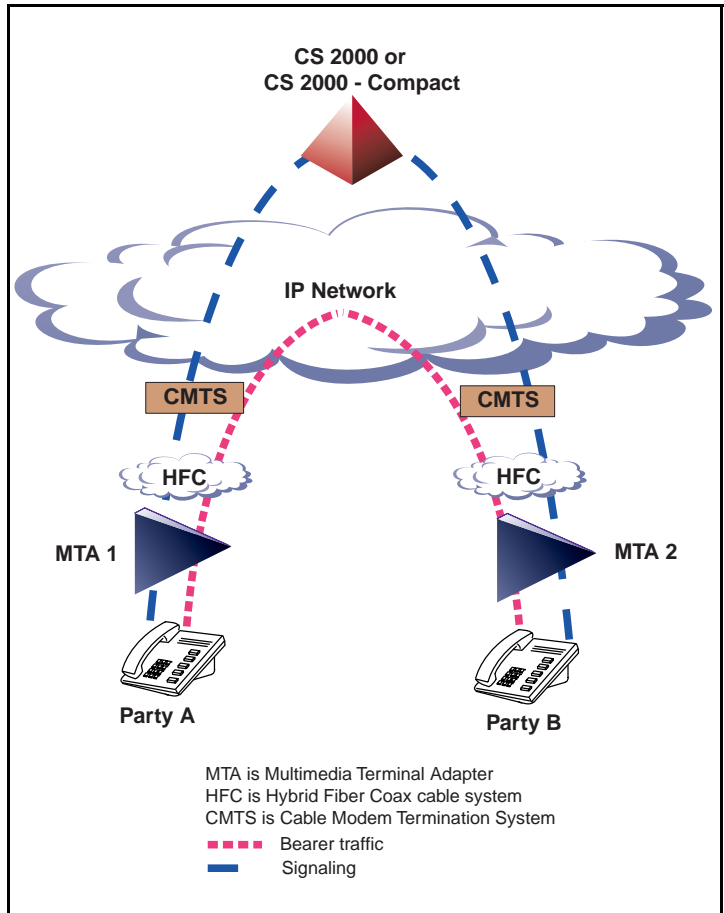 CS 2000 or
CS 2000 - Compact
IP Network
CMTS
CMTS
HFC
HFC
MTA 1
MTA 2
Party A
Party B
MTA is Multimedia Terminal Adapter
HFC is Hybrid Fiber Coax cable system
CMTS is Cable Modem Termination System
Bearer traffic
Signaling